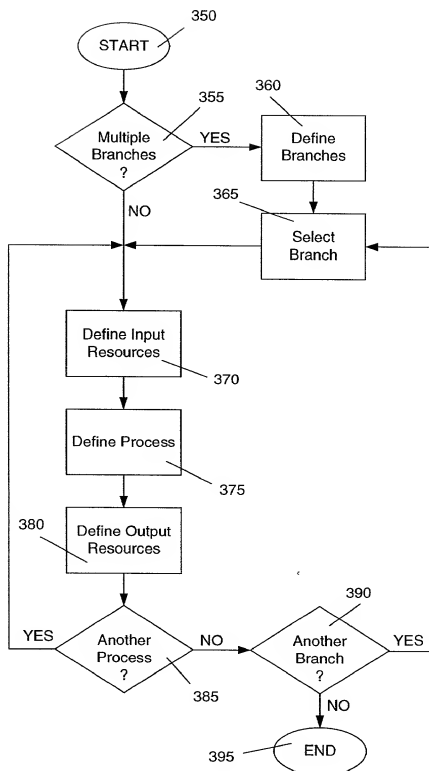 350
START
355
Multiple
Branches
?
YES
360
Define
Branches
NO
365
Select
Branch
Define Input
Resources
370
Define Process
375
380
Define Output
Resources
YES
Another
Process
?
385
NO
390
Another
Branch
?
YES
NO
395
END